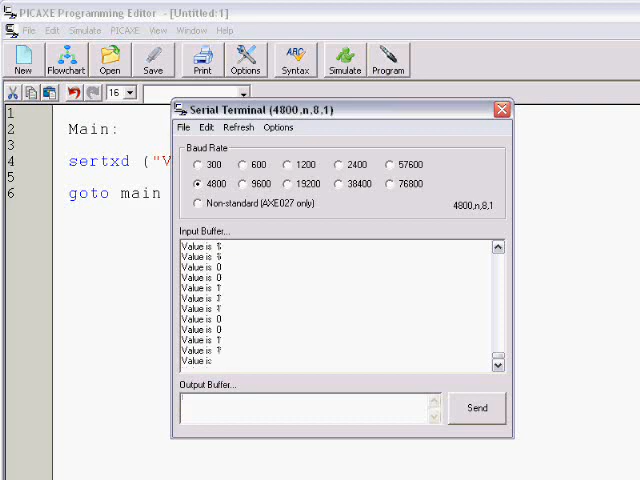 PICAXE Programming Editor - [Untitled:1]
File Edit Simulate PICAXE View Window Help
New Flowchart Open Save Print Options Syntax Simulate Program
ABC
16
1
2 Main:
3
4 sertxd ("V
5
6 goto main
Serial Terminal (4800,n,8,1)
File Edit Refresh Options
Baud Rate
300 600 1200 2400 57600
4800 9600 19200 38400 76800
Non-standard (AXE027 only)
4800,n,8,1
Input Buffer...
Value is
Value is
Value is 0
Value is 0
Value is
Value is
Value is
Value is 0
Value is 0
Value is
Value is
Value is
Output Buffer...
Send